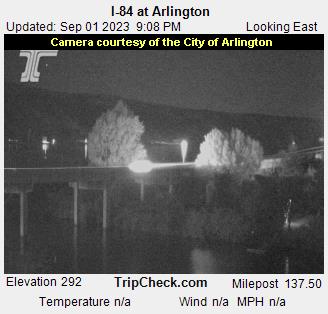 I-84 at Arlington
Updated: Sep 01 2023 9:08 PM Looking East
Camera courtesy of the City of Arlington
Elevation 292 TripCheck.com Milepost 137.50
Temperature n/a Wind n/a MPH n/a